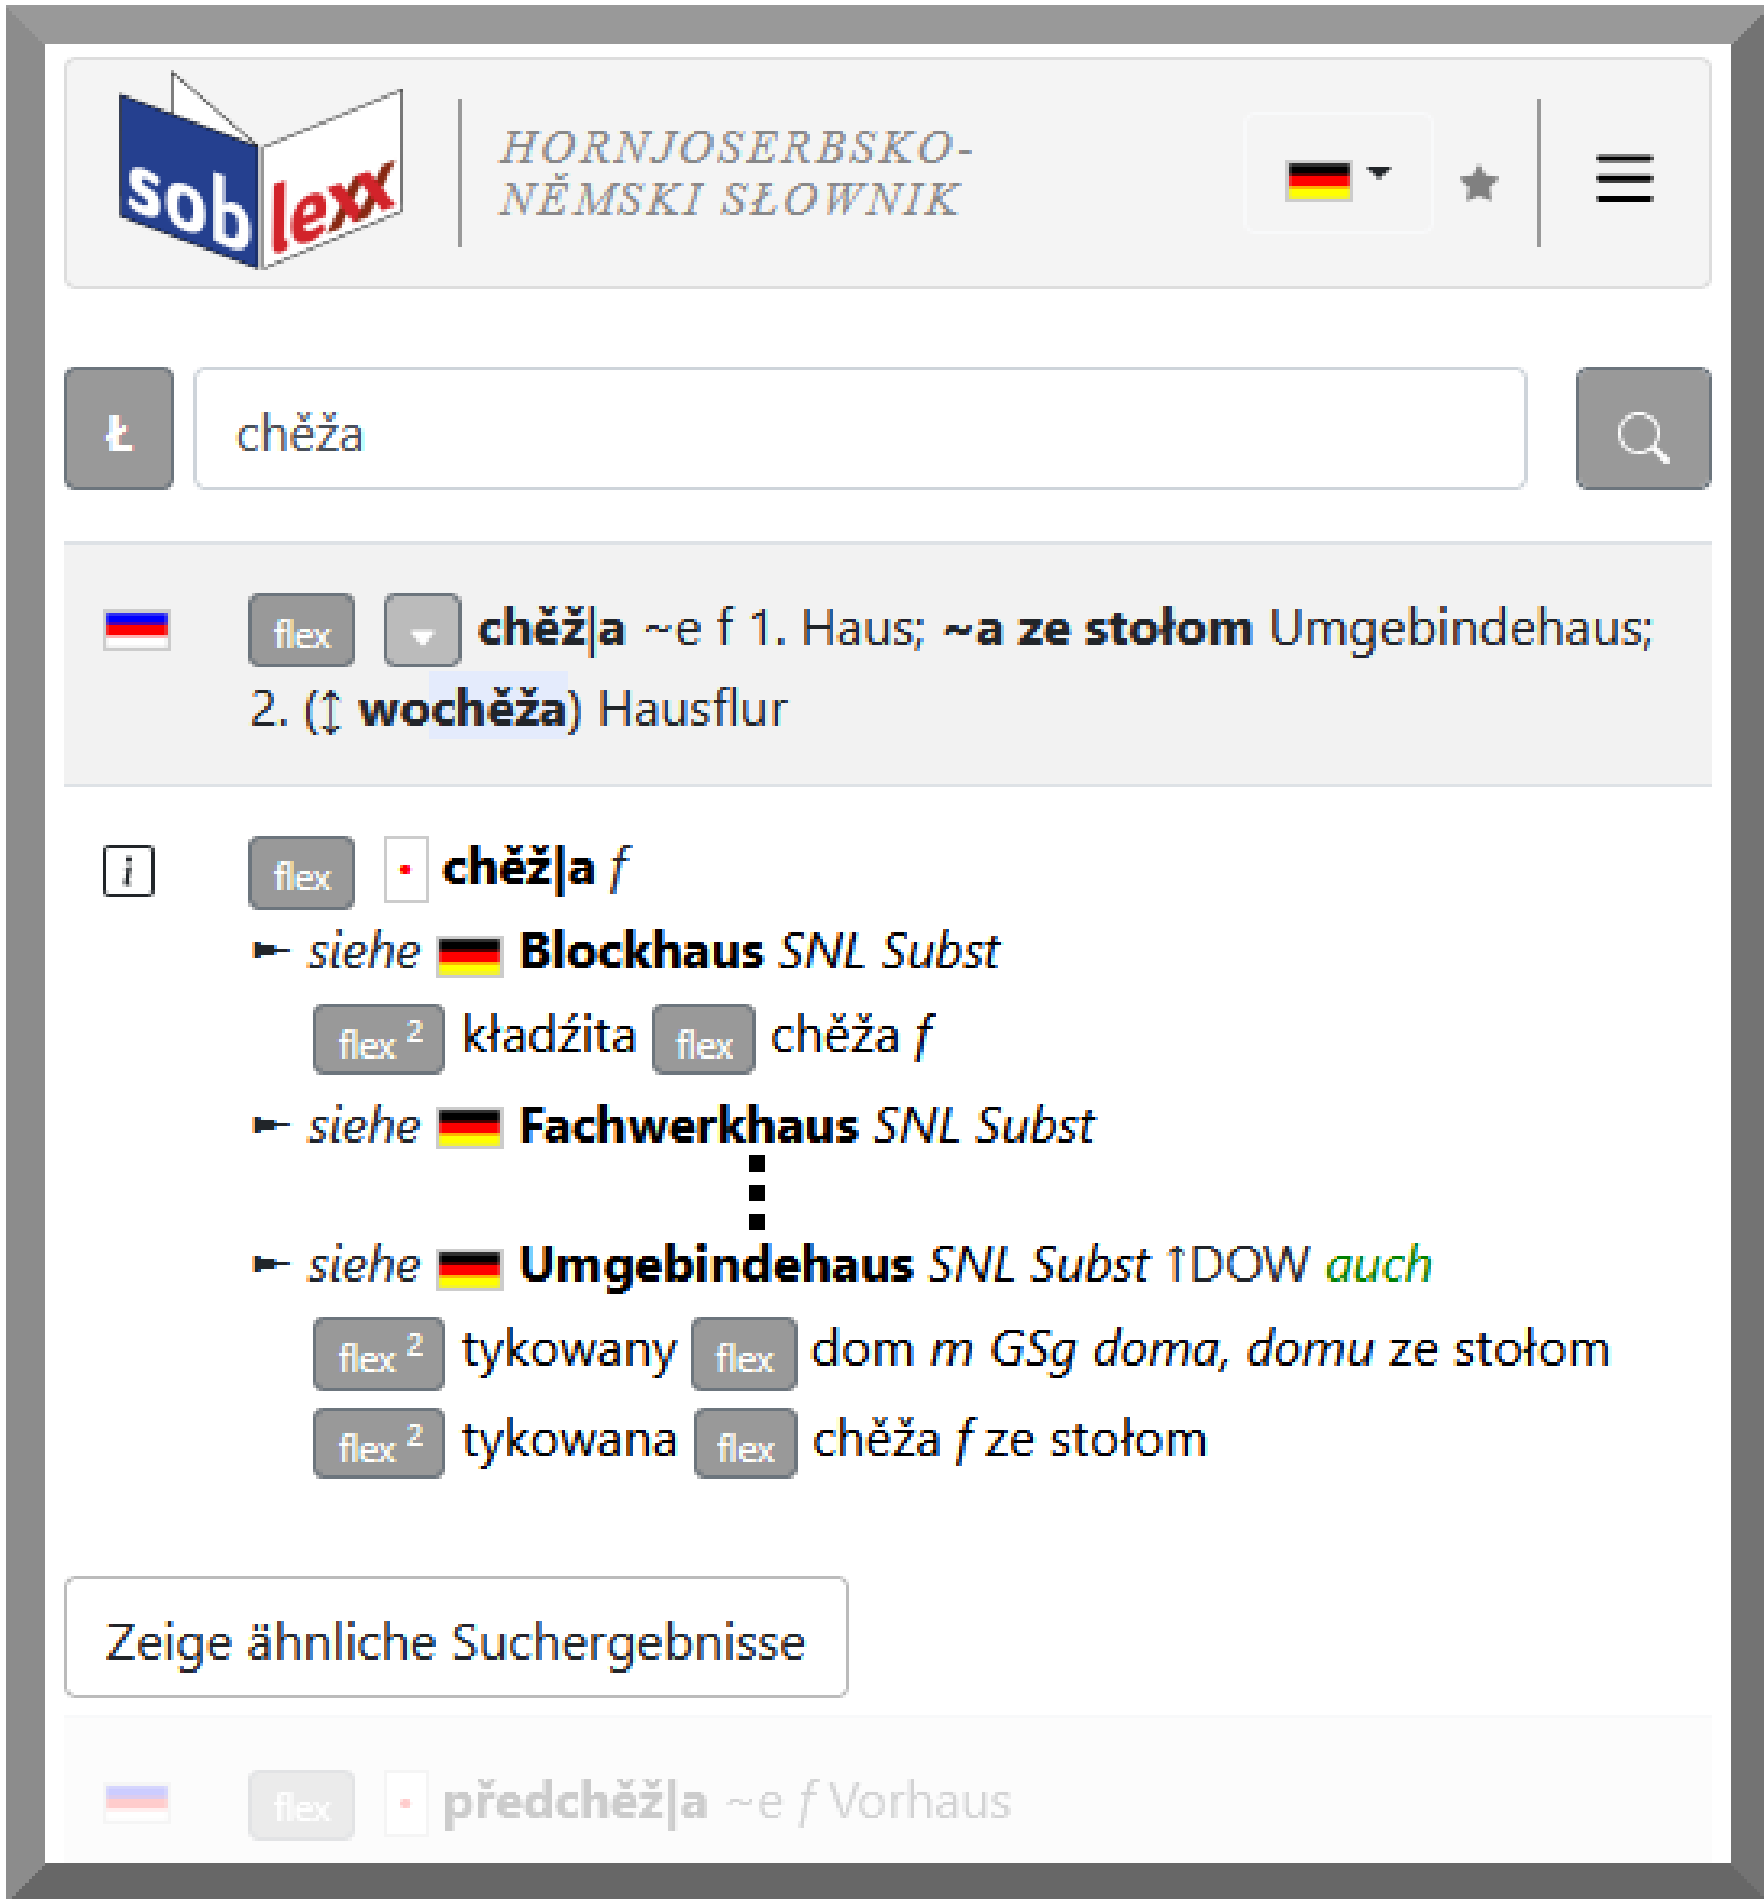 sob lexx
HORNJOSERBSKO-
NĚMSKI SŁOWNIK
Ł chěža
flex chěž|a ~e f 1. Haus; ~a ze stołom Umgebindehaus;
2. (↕ wochěža) Hausflur
i flex • chěž|a f
► siehe Blockhaus SNL Subst
flex ² kładźita flex chěža f
► siehe Fachwerkhaus SNL Subst
► siehe Umgebindehaus SNL Subst ↑DOW auch
flex ² tykowany flex dom m GSg doma, domu ze stołom
flex ² tykowana flex chěža f ze stołom
Zeige ähnliche Suchergebnisse
flex • předchěž|a ~e f Vorhaus